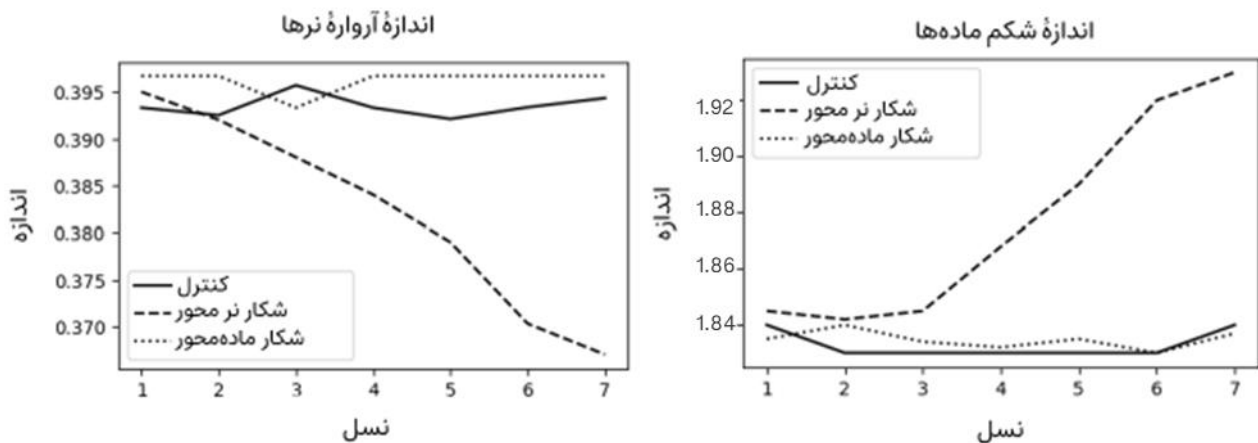 اندازهٔ آروارهٔ نرها
0.395
0.390
0.385
0.380
0.375
0.370
اندازه
کنترل
شکار نر محور
شکار ماده‌محور
1 2 3 4 5 6 7
نسل
اندازهٔ شکم ماده‌ها
کنترل
شکار نر محور
شکار ماده‌محور
1.92
1.90
1.88
1.86
1.84
اندازه
1 2 3 4 5 6 7
نسل